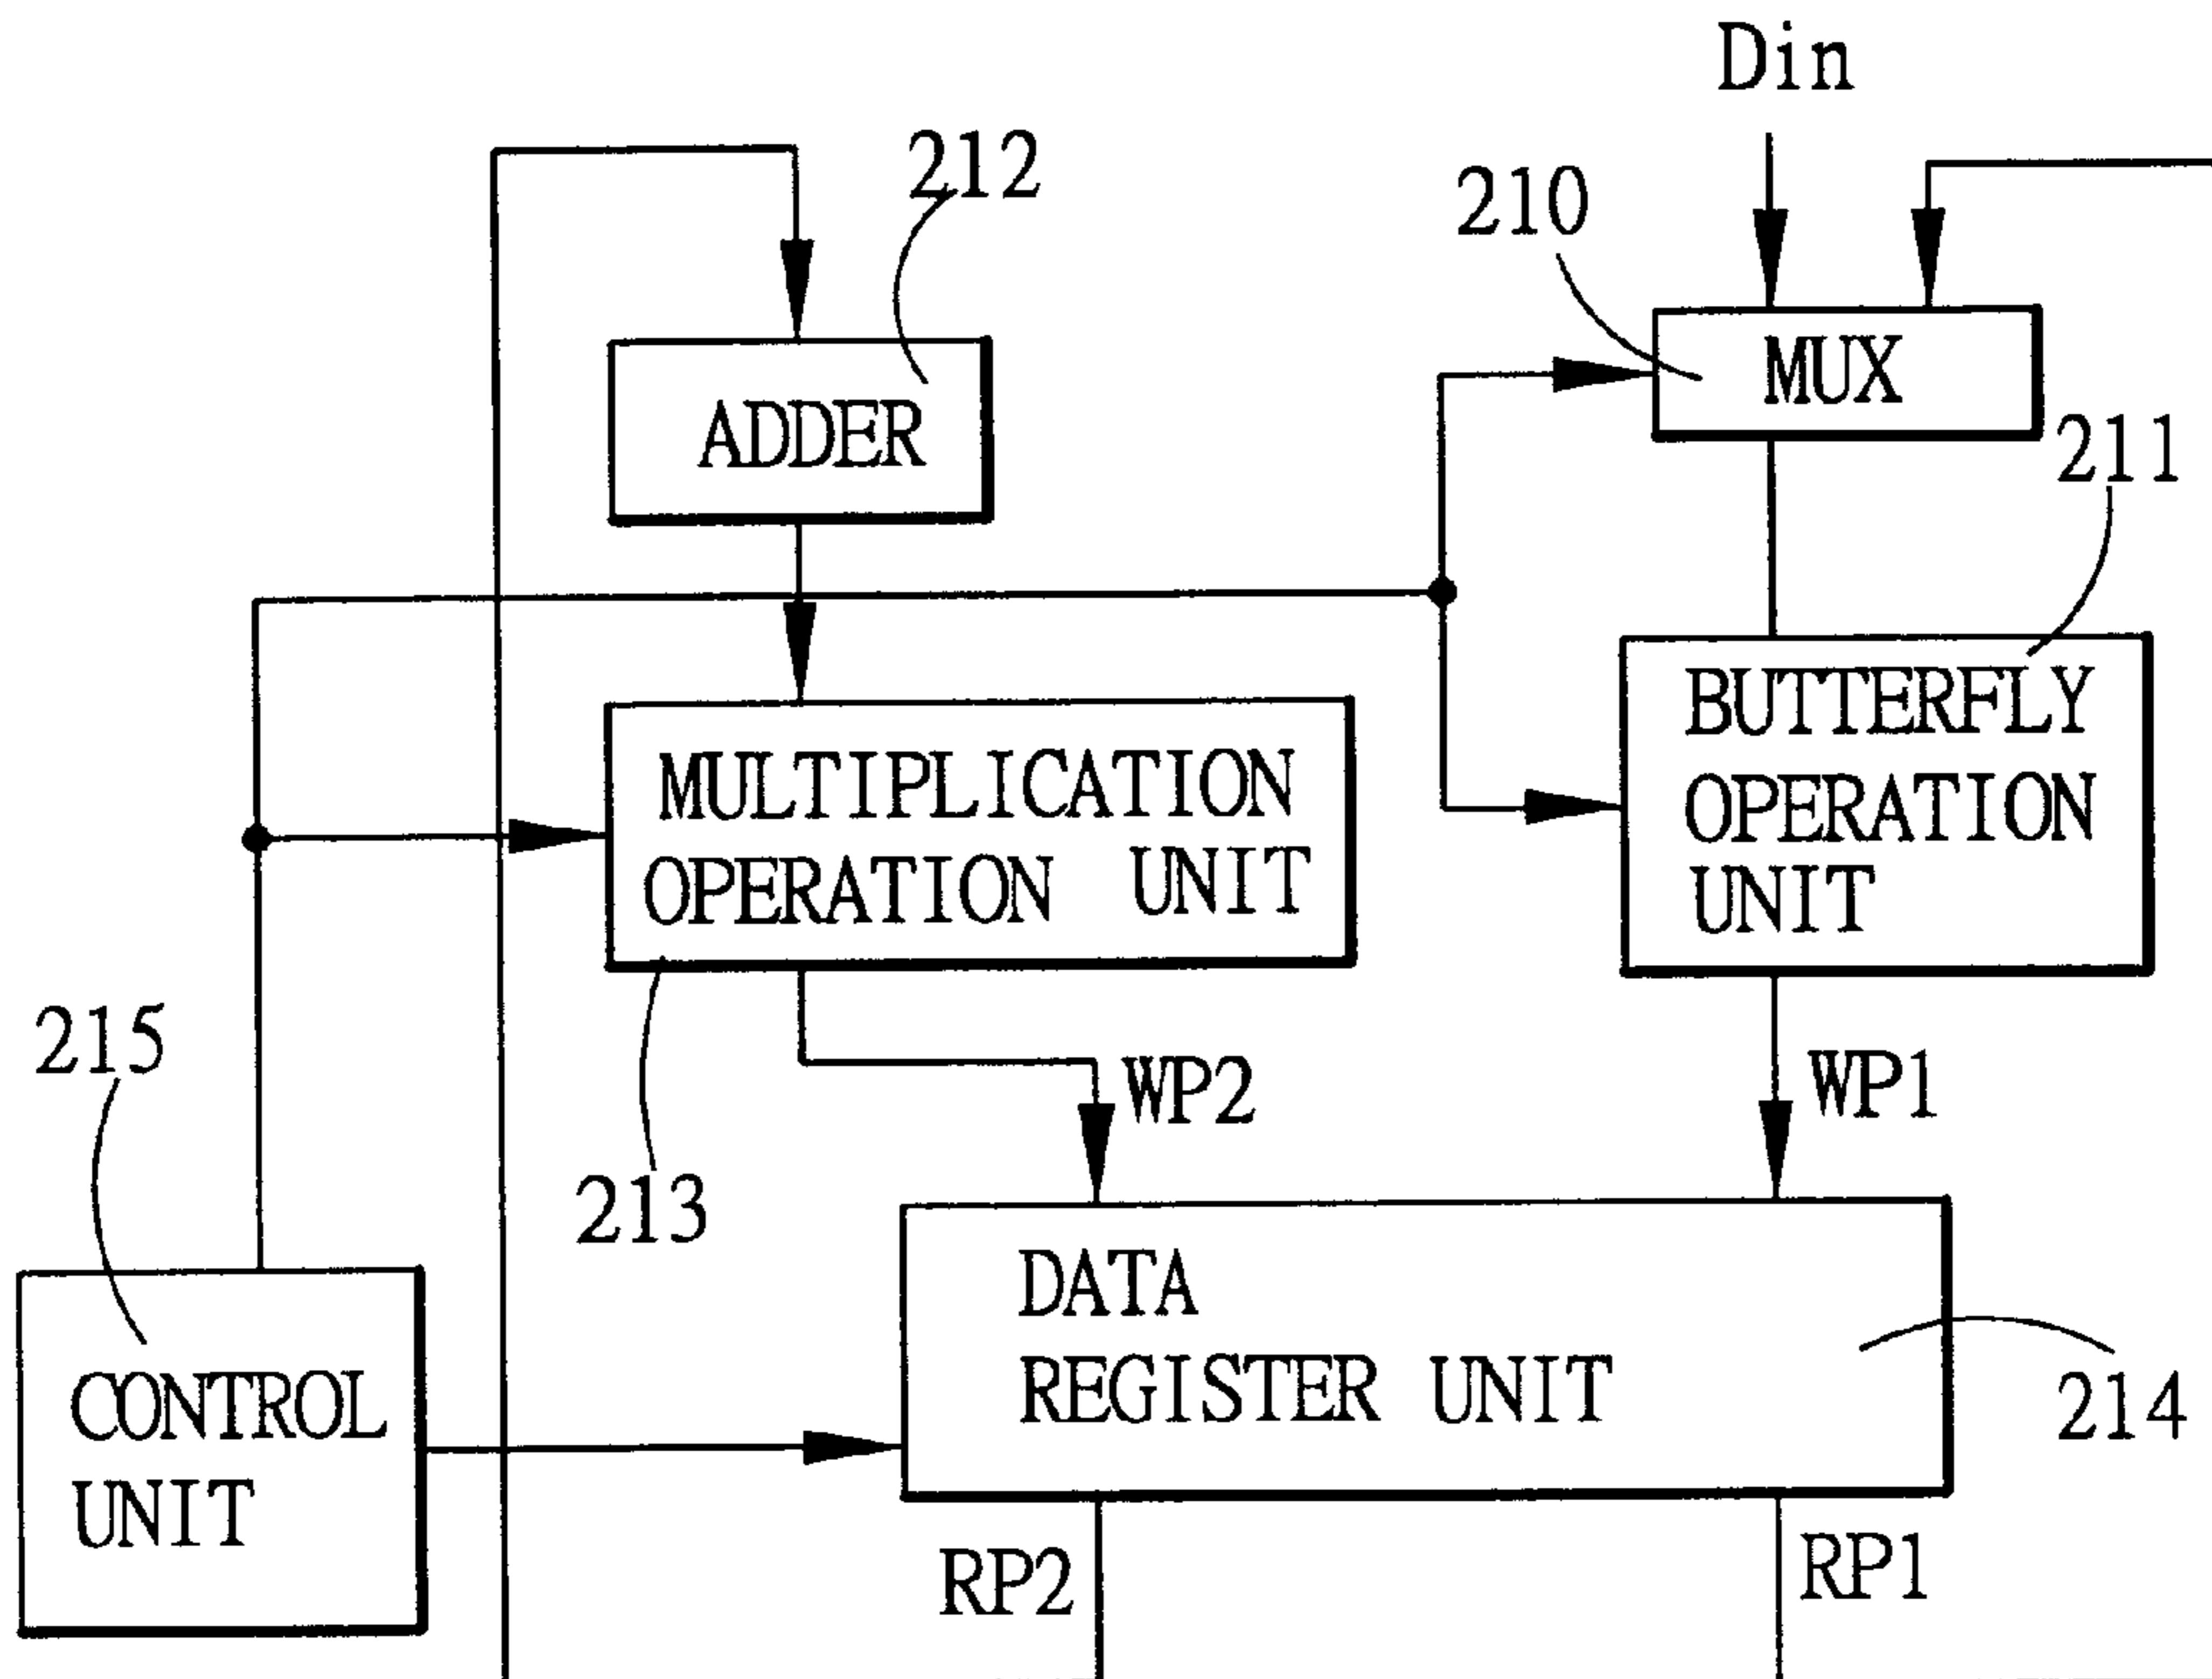 Din
212
210
MUX
ADDER
211
BUTTERFLY
OPERATION
UNIT
MULTIPLICATION
OPERATION UNIT
215
WP2
WP1
213
DATA
REGISTER UNIT
214
CONTROL
UNIT
RP2
RP1